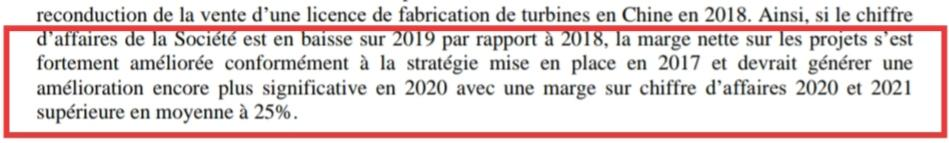 reconduction de la vente d’une licence de fabrication de turbines en Chine en 2018. Ainsi, si le chiffre
d’affaires de la Société est en baisse sur 2019 par rapport à 2018, la marge nette sur les projets s’est
fortement améliorée conformément à la stratégie mise en place en 2017 et devrait générer une
amélioration encore plus significative en 2020 avec une marge sur chiffre d’affaires 2020 et 2021
supérieure en moyenne à 25%.